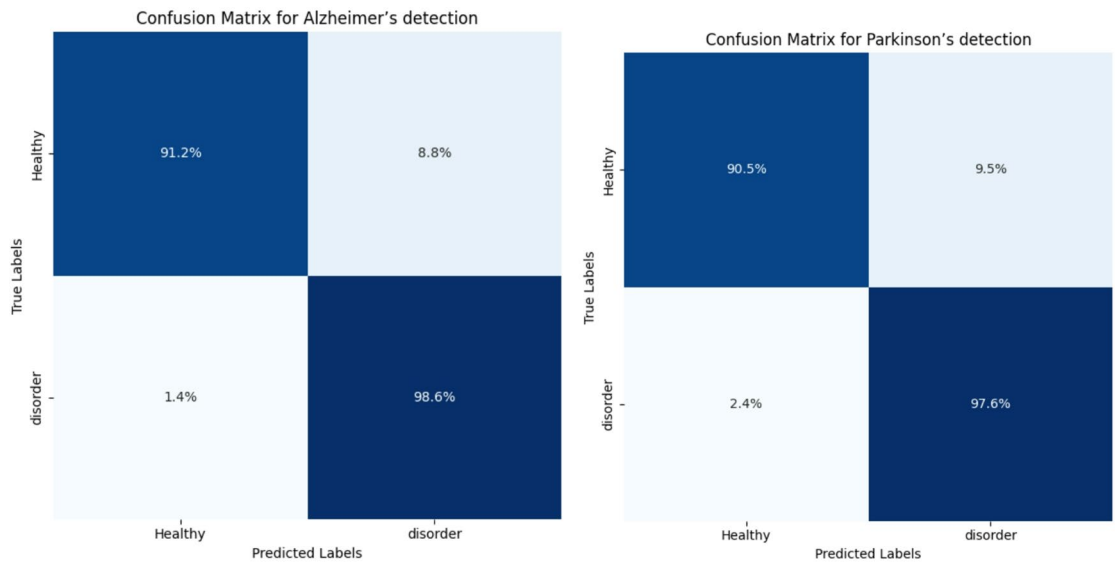 Confusion Matrix for Alzheimer’s detection
True Labels
Healthy
91.2%
8.8%
disorder
1.4%
98.6%
Healthy
disorder
Predicted Labels
Confusion Matrix for Parkinson’s detection
True Labels
Healthy
90.5%
9.5%
disorder
2.4%
97.6%
Healthy
disorder
Predicted Labels